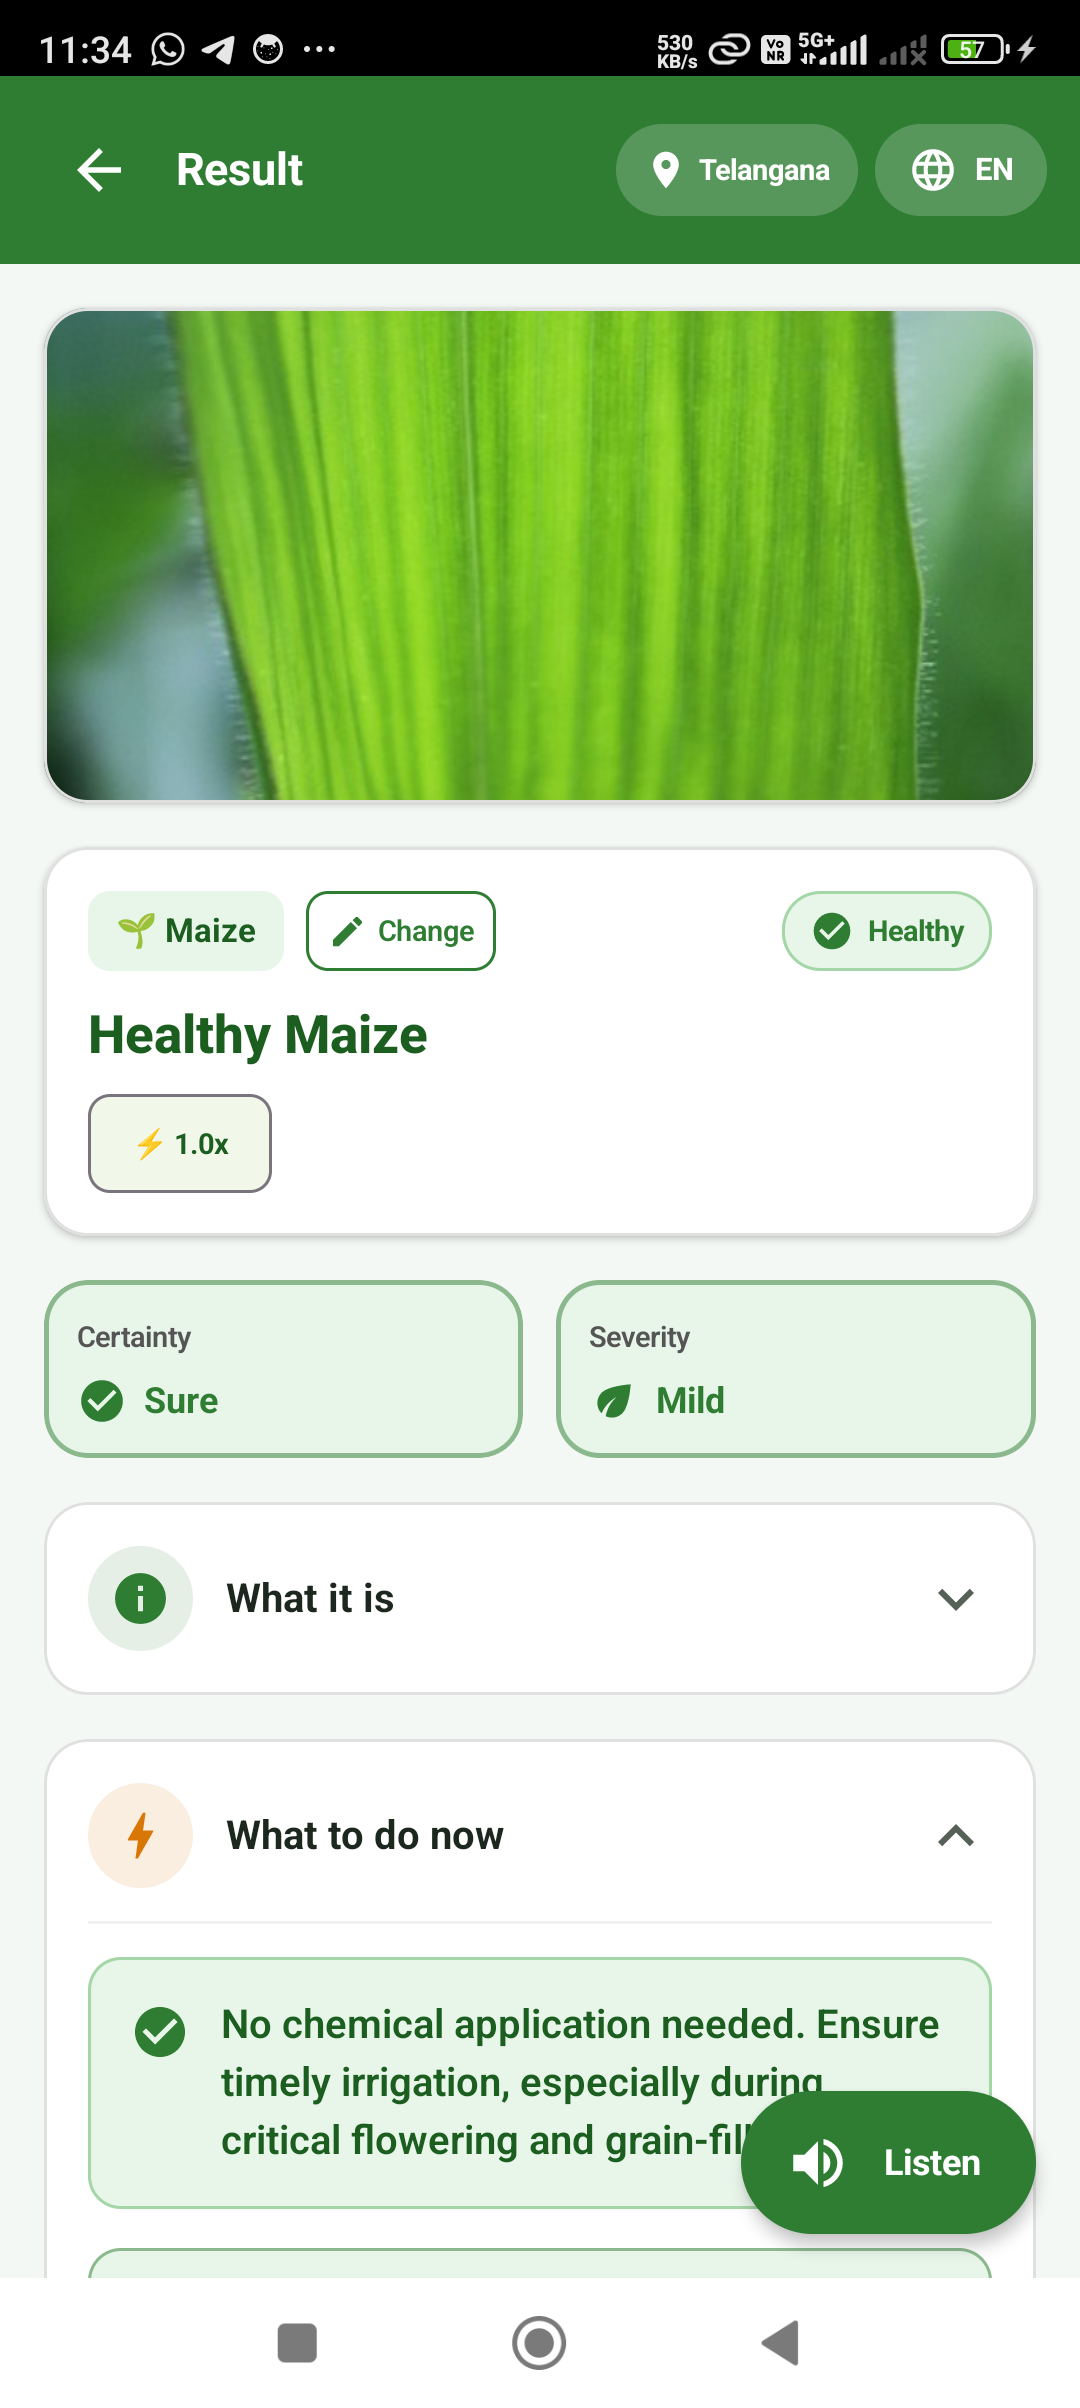 11:34
530 KB/s
Vo NR
5G+
57
Result
Telangana
EN
Maize
Change
Healthy
Healthy Maize
⚡ 1.0x
Certainty
Severity
Sure
Mild
What it is
What to do now
No chemical application needed. Ensure
timely irrigation, especially during
critical flowering and
Listen